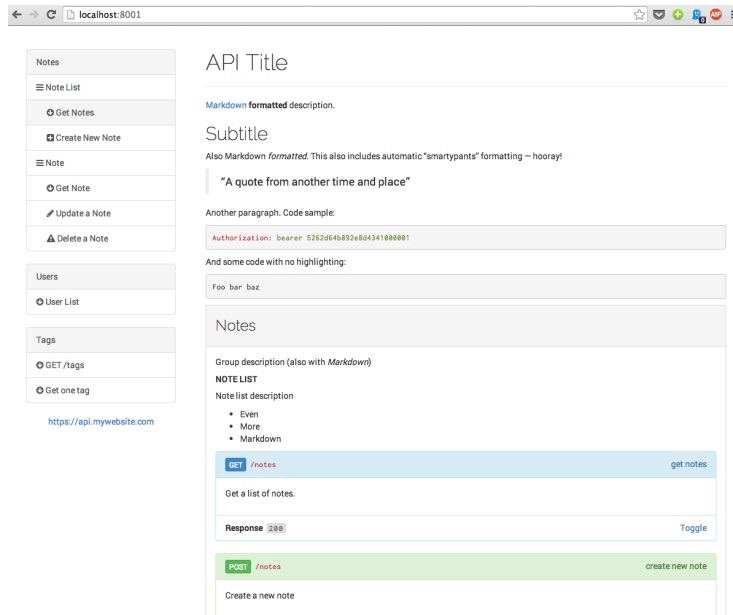 localhost:8001
0
ABP
Notes
Note List
Get Notes
Create New Note
Note
Get Note
Update a Note
Delete a Note
Users
User List
Tags
GET /tags
Get one tag
https://api.mywebsite.com
API Title
Markdown formatted description.
Subtitle
Also Markdown formatted. This also includes automatic “smartypants” formatting — hooray!
“A quote from another time and place”
Another paragraph. Code sample:
Authorization: bearer 5262d64b892e8d4341000001
And some code with no highlighting:
Foo bar baz
Notes
Group description (also with Markdown)
NOTE LIST
Note list description
• Even
• More
• Markdown
GET /notes get notes
Get a list of notes.
Response 200 Toggle
POST /notes create new note
Create a new note